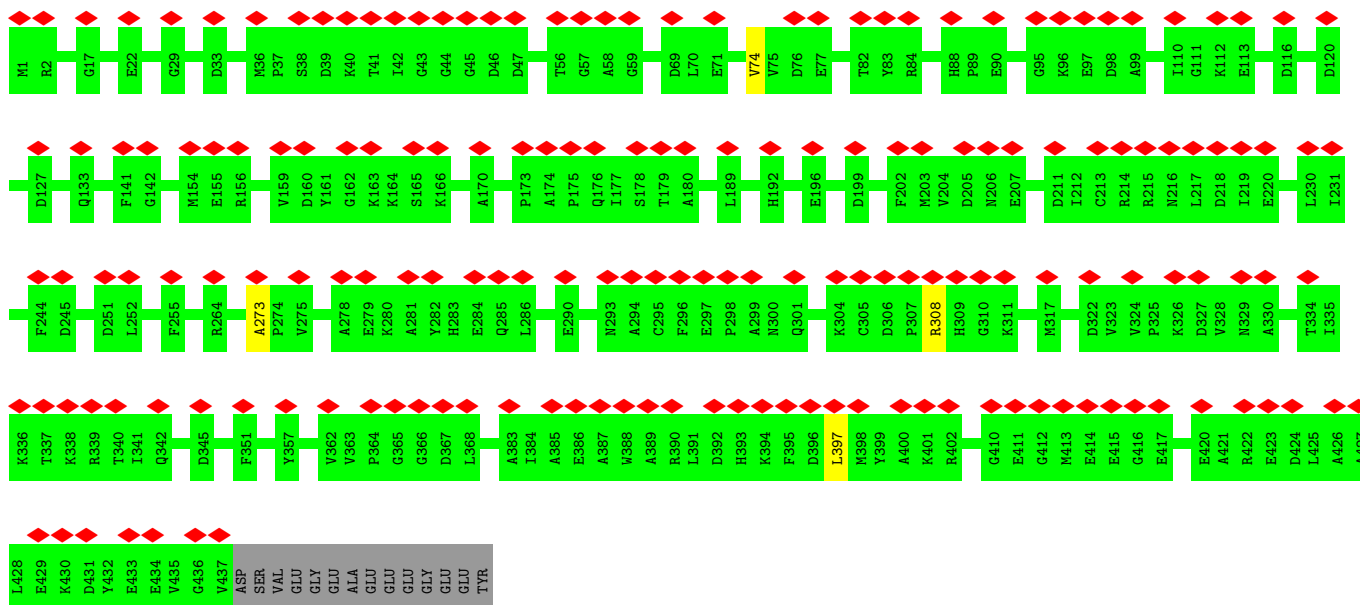 M1 R2 G17 E22 G29 D33 M36 P37 S38 D39 K40 T41 I42 G43 G44 G45 D46 D47 T56 G57 A58 G59 D69 L70 E71 V74 V75 D76 E77 T82 Y83 R84 H88 P89 E90 G95 K96 E97 D98 A99 I110 G111 K112 E113 D116 D120
D127 Q133 F141 G142 M154 E155 R156 V159 D160 Y161 G162 K163 K164 S165 K166 A170 P173 A174 P175 Q176 I177 S178 T179 A180 L189 H192 E196 D199 F202 M203 V204 D205 N206 E207 D211 I212 C213 R214 R215 N216 L217 D218 I219 E220 L230 I231
F244 D245 D251 L252 F255 R264 A273 P274 V275 A278 E279 K280 A281 Y282 H283 E284 Q285 L286 E290 N293 A294 C295 F296 E297 P298 A299 N300 Q301 K304 C305 D306 P307 R308 H309 G310 K311 M317 D322 V323 V324 P325 K326 D327 V328 N329 A330 T334 I335
K336 T337 K338 R339 T340 I341 Q342 D345 F351 Y357 V362 V363 P364 G365 G366 D367 L368 A383 I384 A385 E386 A387 W388 A389 R390 L391 D392 H393 K394 F395 D396 L397 M398 Y399 A400 K401 R402 G410 E411 G412 M413 E414 E415 G416 E417 E420 A421 R422 E423 D424 L425 A426 A427
L428 E429 K430 D431 Y432 E433 E434 V435 G436 V437 ASP SER VAL GLU GLY GLU ALA GLU GLU GLU GLY GLU GLU TYR